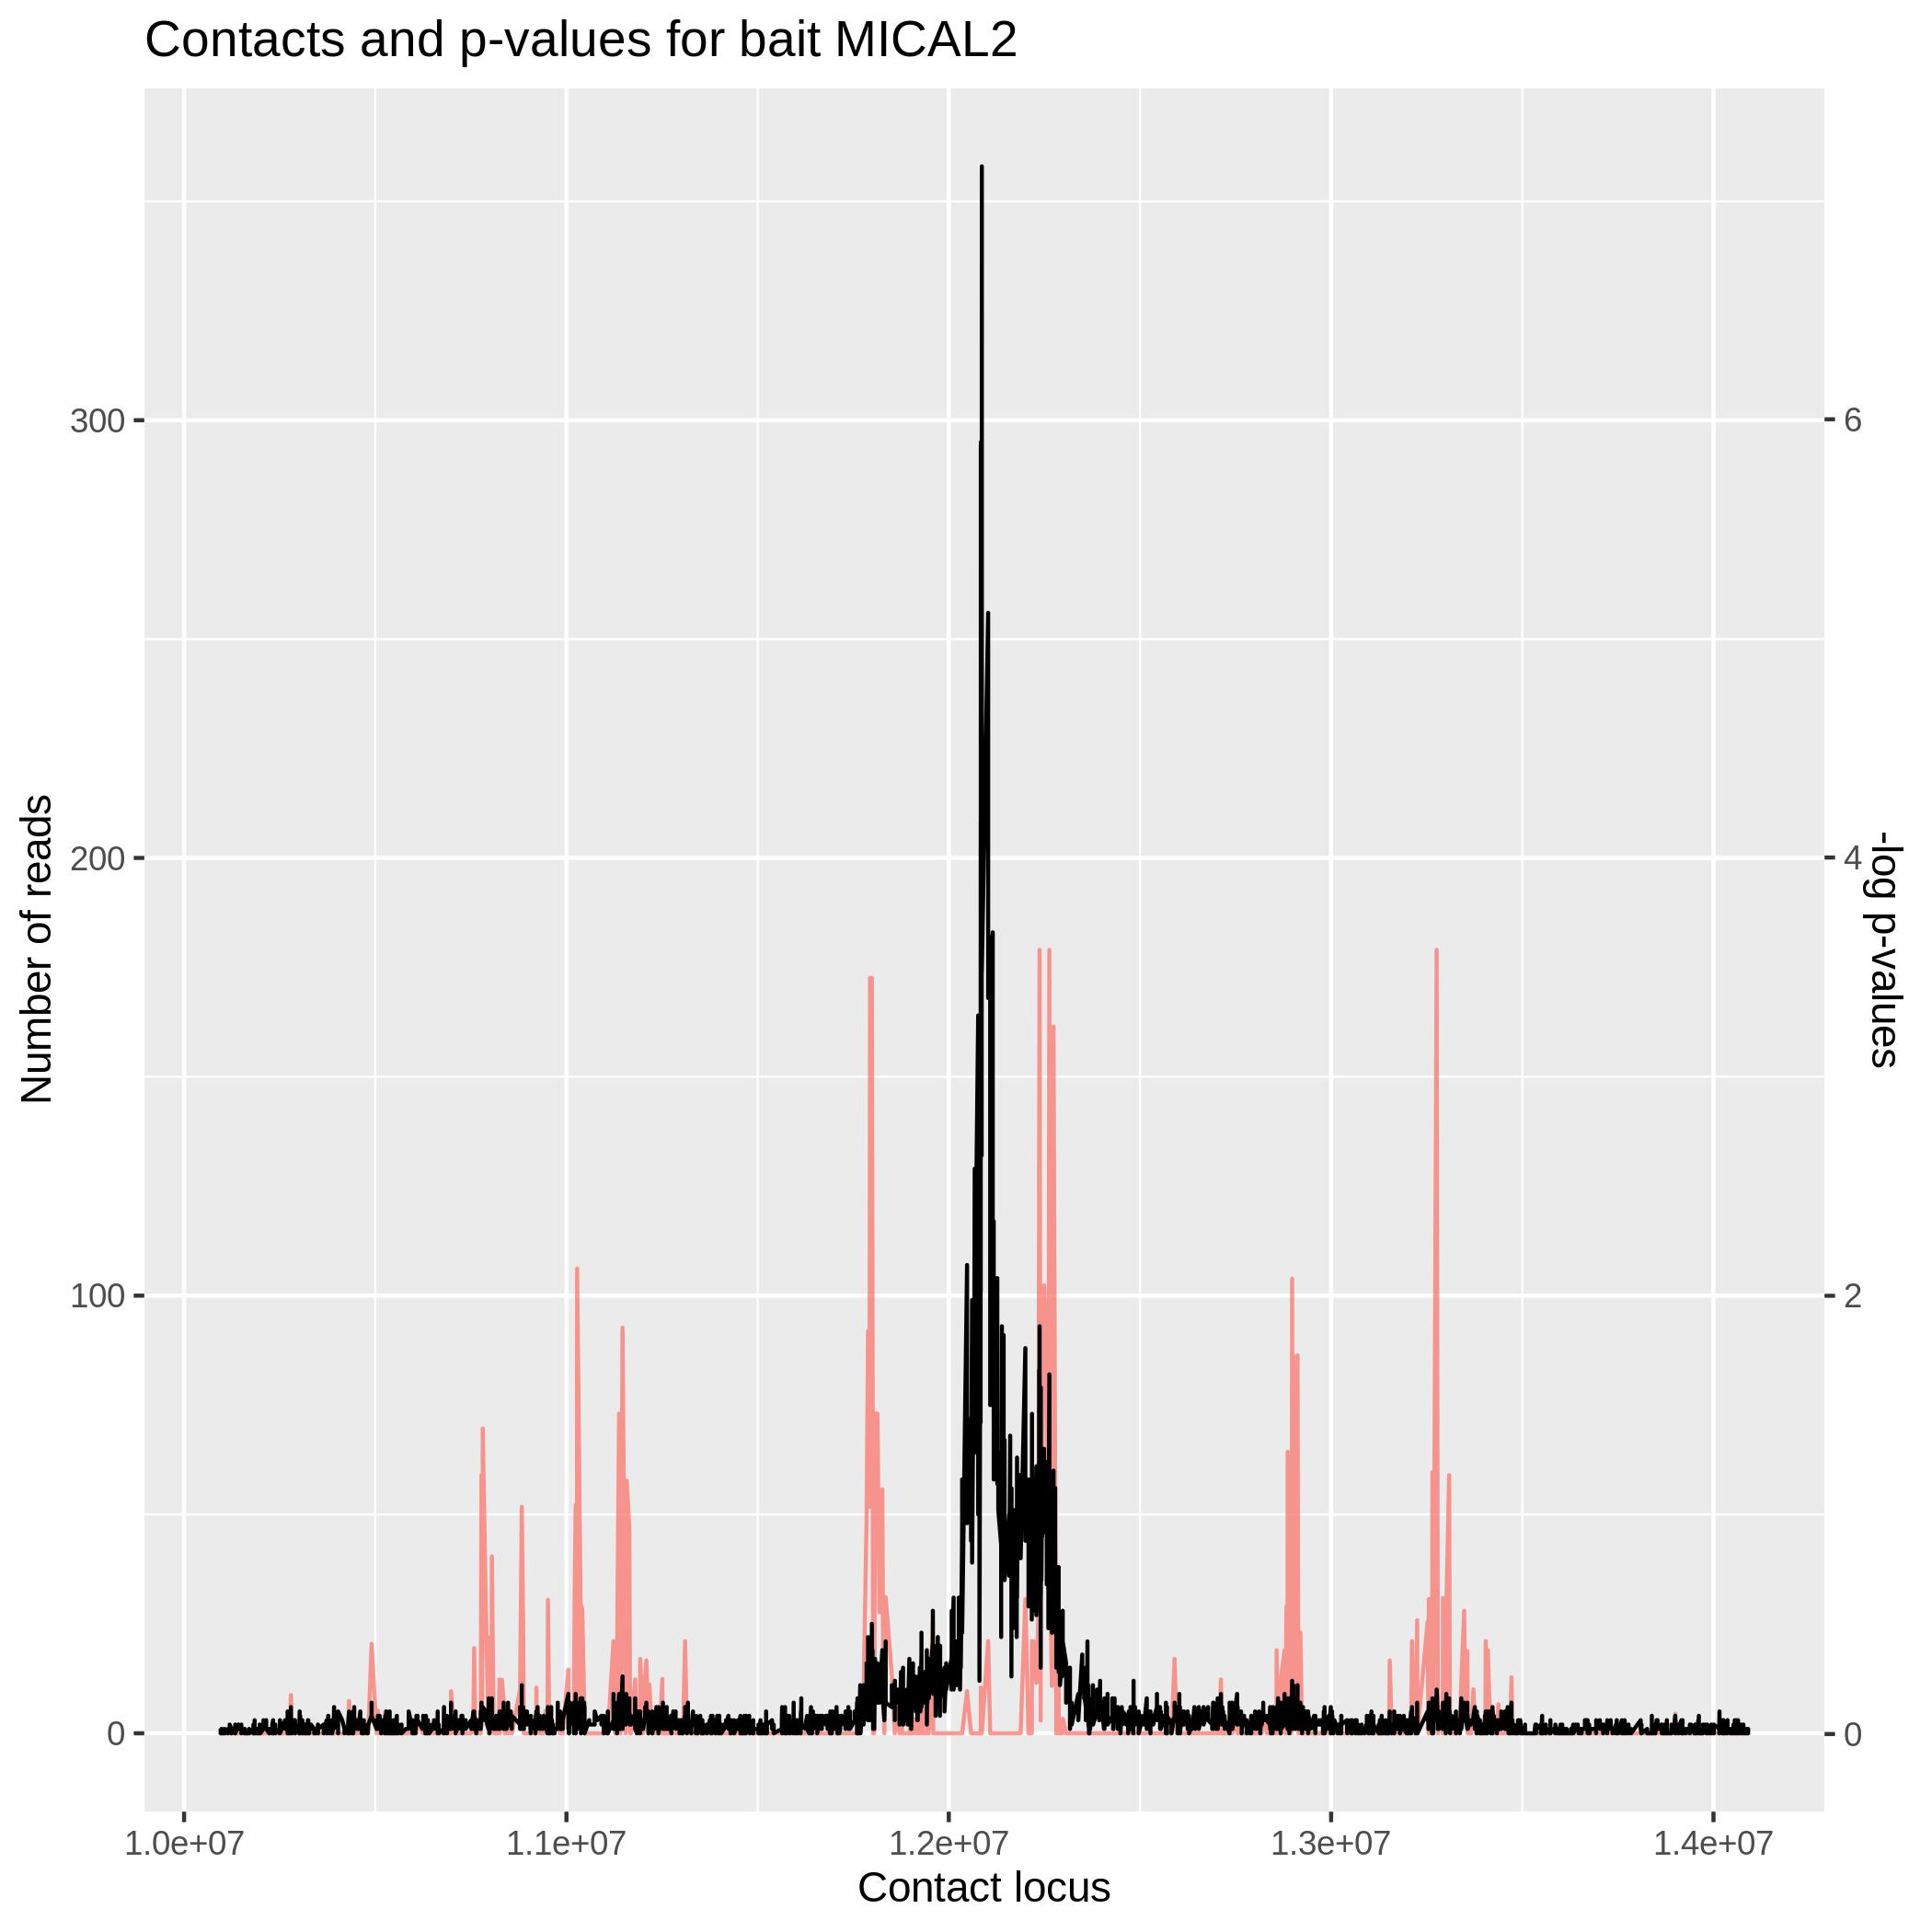 Contacts and p-values for bait MICAL2
Number of reads
300
200
100
0
6
4
2
0
-log p-values
1.0e+07 1.1e+07 1.2e+07 1.3e+07 1.4e+07
Contact locus